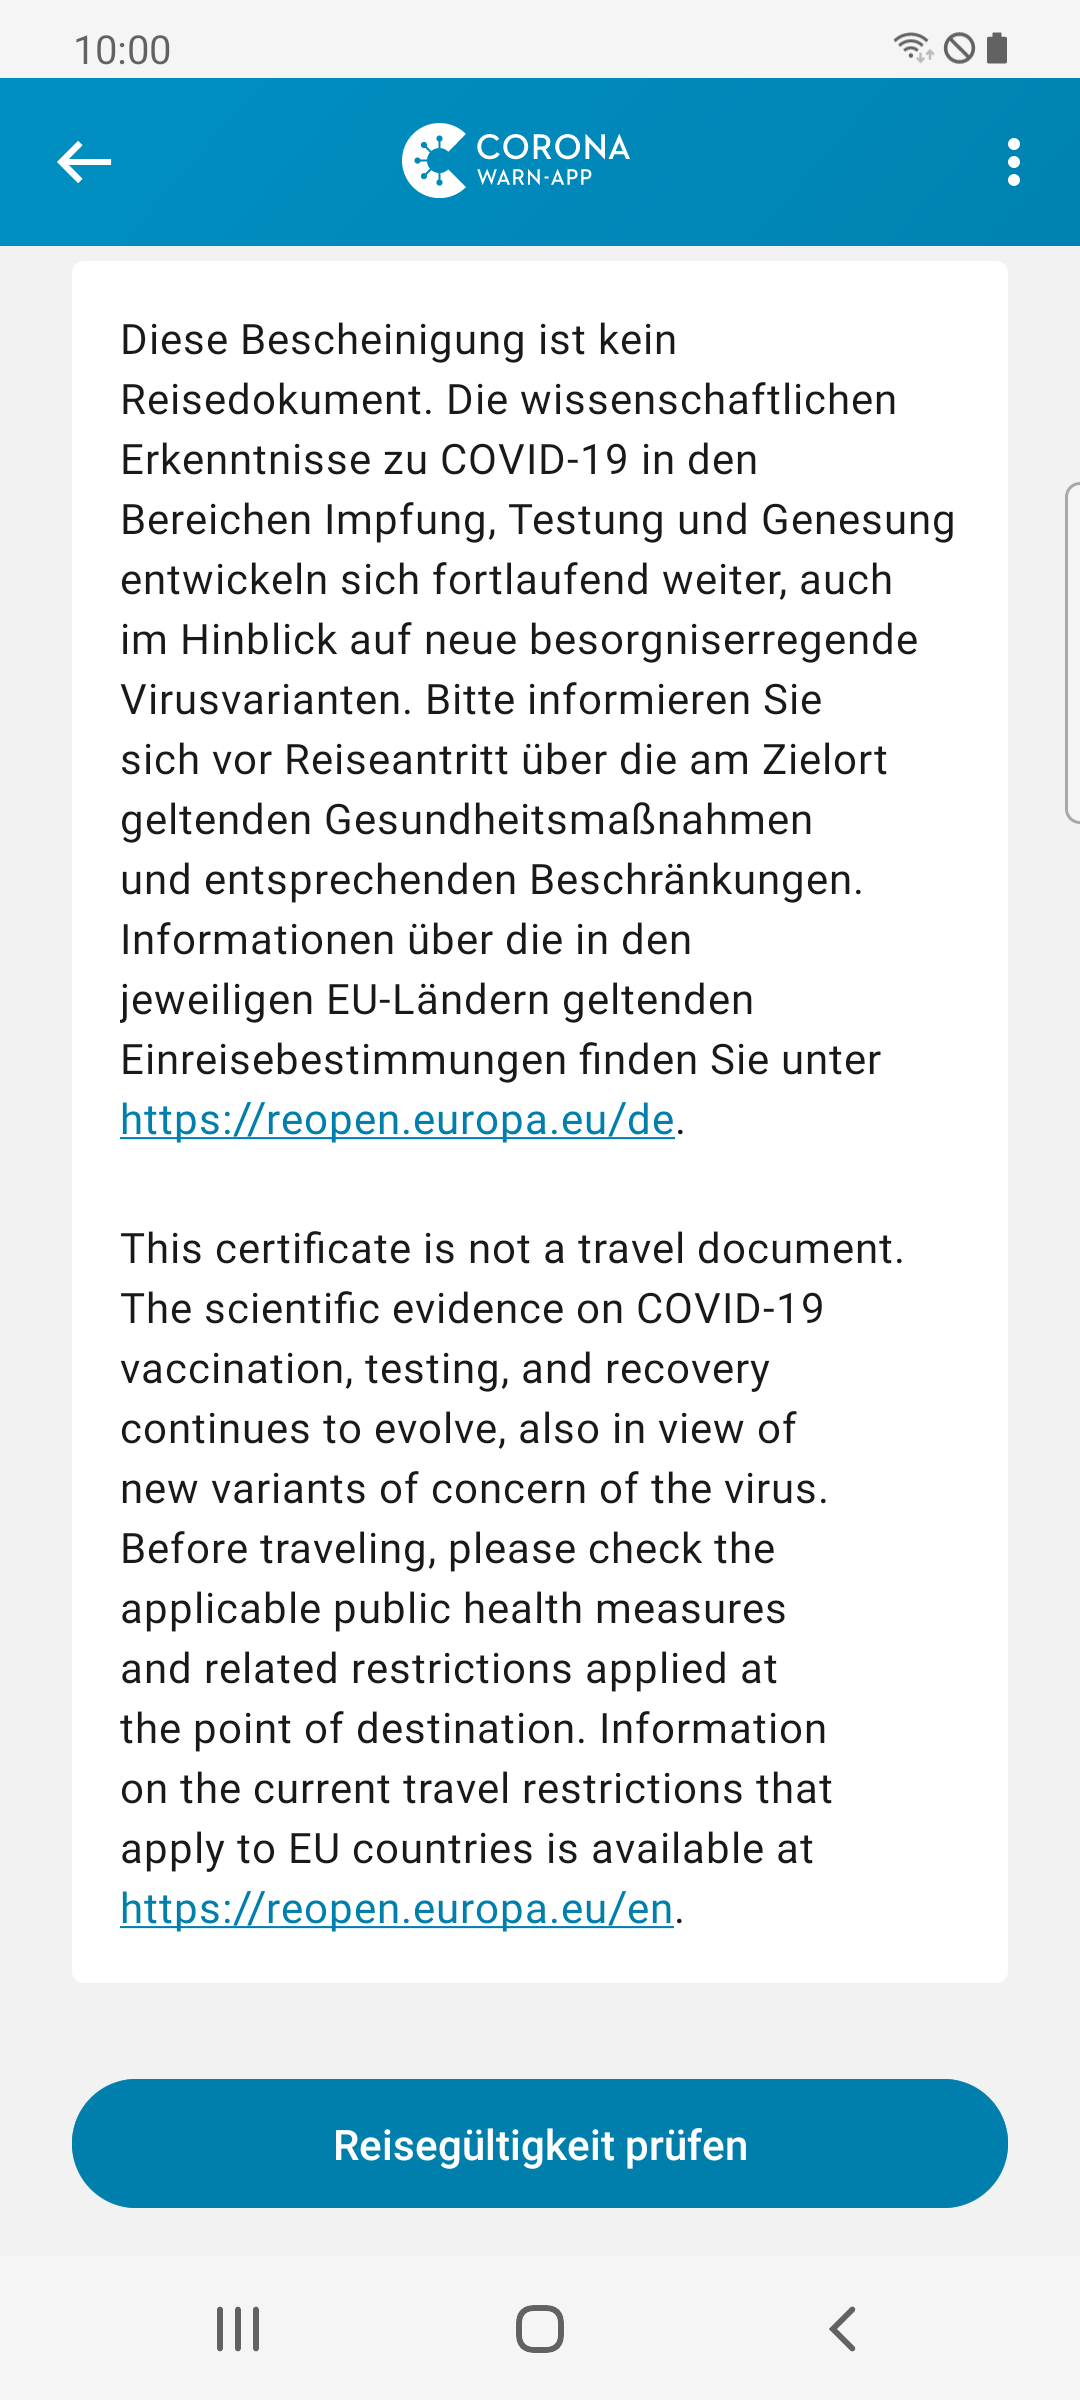 10:00
CORONA
WARN-APP
Diese Bescheinigung ist kein
Reisedokument. Die wissenschaftlichen
Erkenntnisse zu COVID-19 in den
Bereichen Impfung, Testung und Genesung
entwickeln sich fortlaufend weiter, auch
im Hinblick auf neue besorgniserregende
Virusvarianten. Bitte informieren Sie
sich vor Reiseantritt über die am Zielort
geltenden Gesundheitsmaßnahmen
und entsprechenden Beschränkungen.
Informationen über die in den
jeweiligen EU-Ländern geltenden
Einreisebestimmungen finden Sie unter
https://reopen.europa.eu/de.
This certificate is not a travel document.
The scientific evidence on COVID-19
vaccination, testing, and recovery
continues to evolve, also in view of
new variants of concern of the virus.
Before traveling, please check the
applicable public health measures
and related restrictions applied at
the point of destination. Information
on the current travel restrictions that
apply to EU countries is available at
https://reopen.europa.eu/en.
Reisegültigkeit prüfen